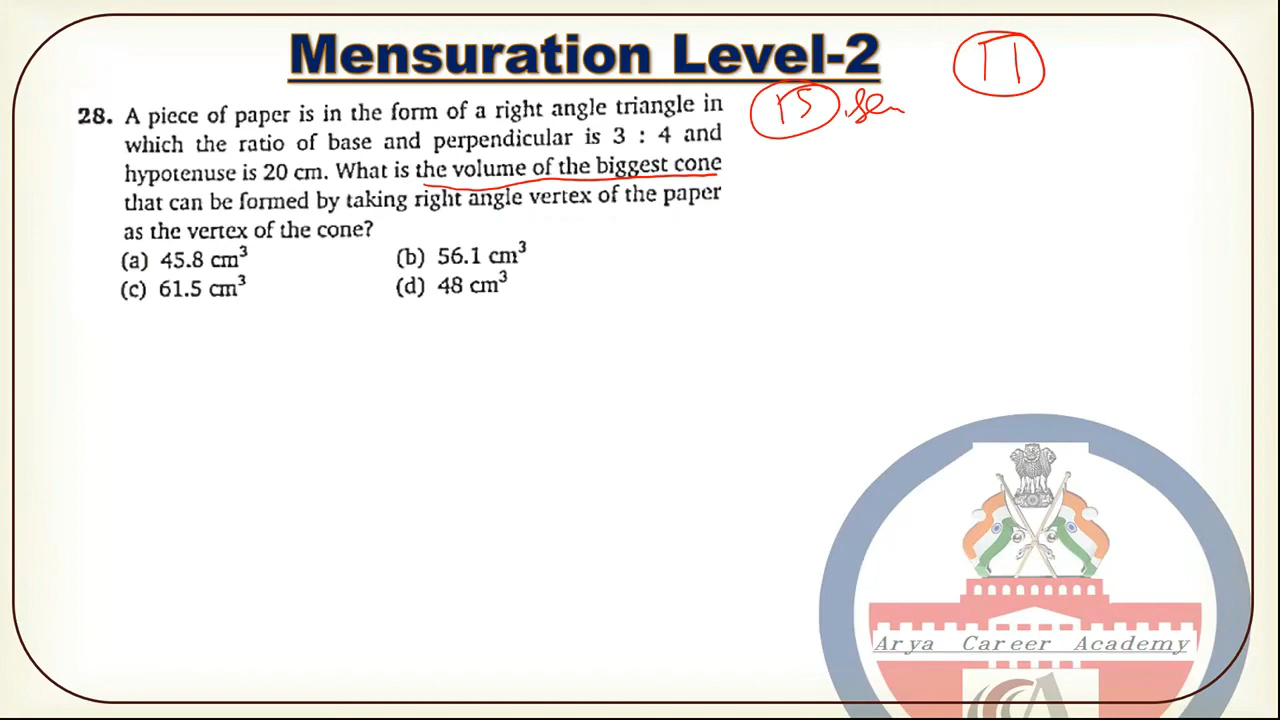 Mensuration Level-2
π
15 sec
28. A piece of paper is in the form of a right angle triangle in
which the ratio of base and perpendicular is 3 : 4 and
hypotenuse is 20 cm. What is the volume of the biggest cone
that can be formed by taking right angle vertex of the paper
as the vertex of the cone?
(a) 45.8 cm³ (b) 56.1 cm³
(c) 61.5 cm³ (d) 48 cm³
Arya Career Academy